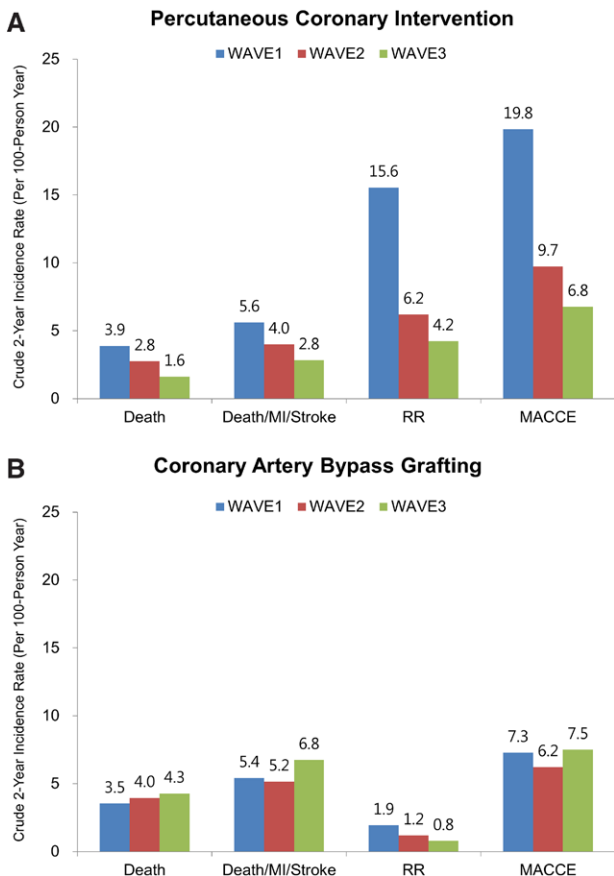 A
Percutaneous Coronary Intervention
WAVE1 WAVE2 WAVE3
Crude 2-Year Incidence Rate (Per 100-Person Year)
25
20
15
10
5
0
3.9 2.8 1.6
5.6 4.0 2.8
15.6 6.2 4.2
19.8 9.7 6.8
Death Death/MI/Stroke RR MACCE
B
Coronary Artery Bypass Grafting
WAVE1 WAVE2 WAVE3
Crude 2-Year Incidence Rate (Per 100-Person Year)
25
20
15
10
5
0
3.5 4.0 4.3
5.4 5.2 6.8
1.9 1.2 0.8
7.3 6.2 7.5
Death Death/MI/Stroke RR MACCE